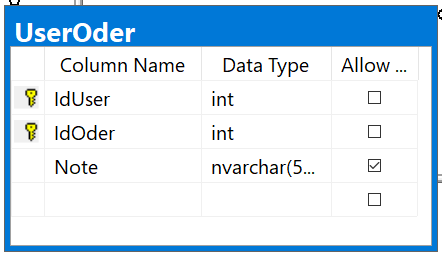 UserOder
Column Name Data Type Allow ...
IdUser int
IdOder int
Note nvarchar(5...